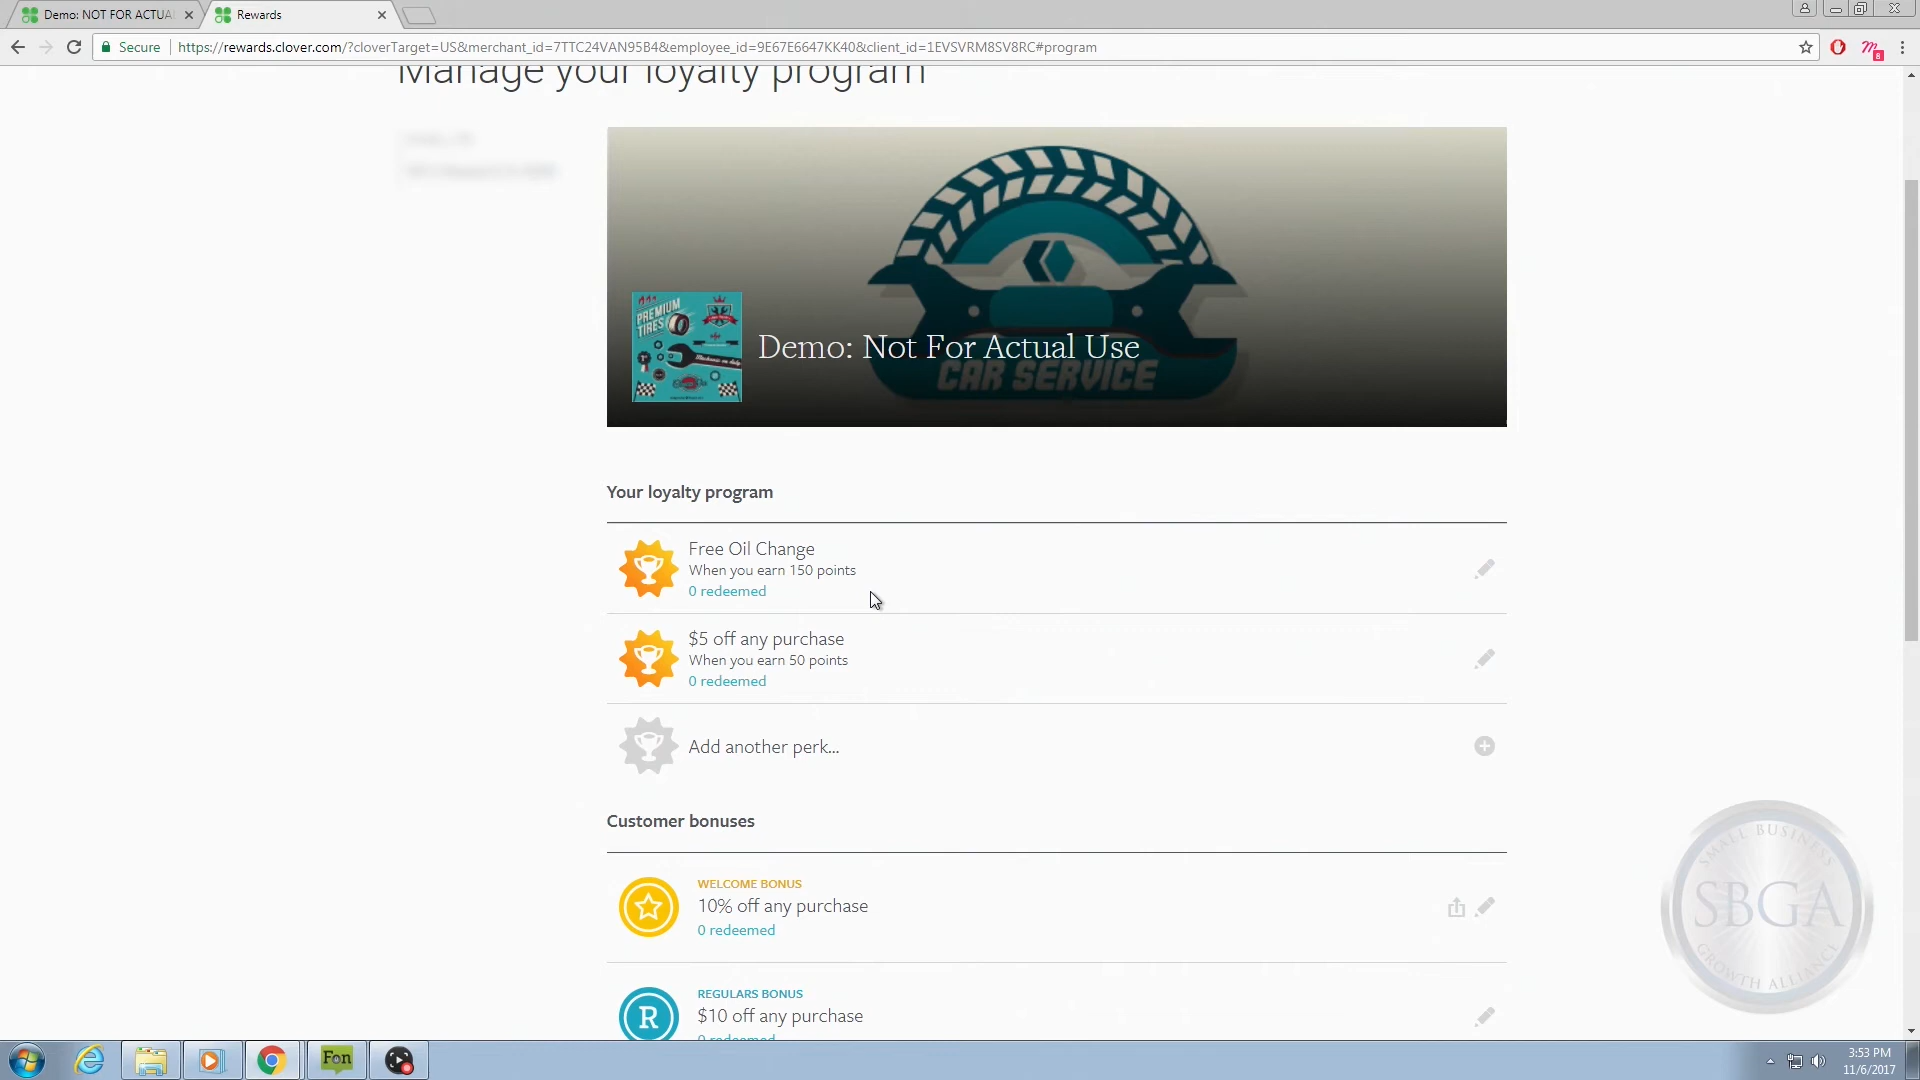 Demo: NOT FOR ACTUA
Rewards
Secure
https://rewards.clover.com/?cloverTarget=US&merchant_id=7TTC24VAN95B4&employee_id=9E67E6647KK40&client_id=1EVSVRM8SV8RC#program
Manage your loyalty program
PREMIUM
TIRES
Demo: Not For Actual Use
CAR SERVICE
Your loyalty program
Free Oil Change
When you earn 150 points
0 redeemed
$5 off any purchase
When you earn 50 points
0 redeemed
Add another perk...
Customer bonuses
WELCOME BONUS
10% off any purchase
0 redeemed
REGULARS BONUS
R
$10 off any purchase
0 redeemed
SMALL BUSINESS
SBGA
GROWTH ALLIANCE
Fon
3:53 PM
11/6/2017